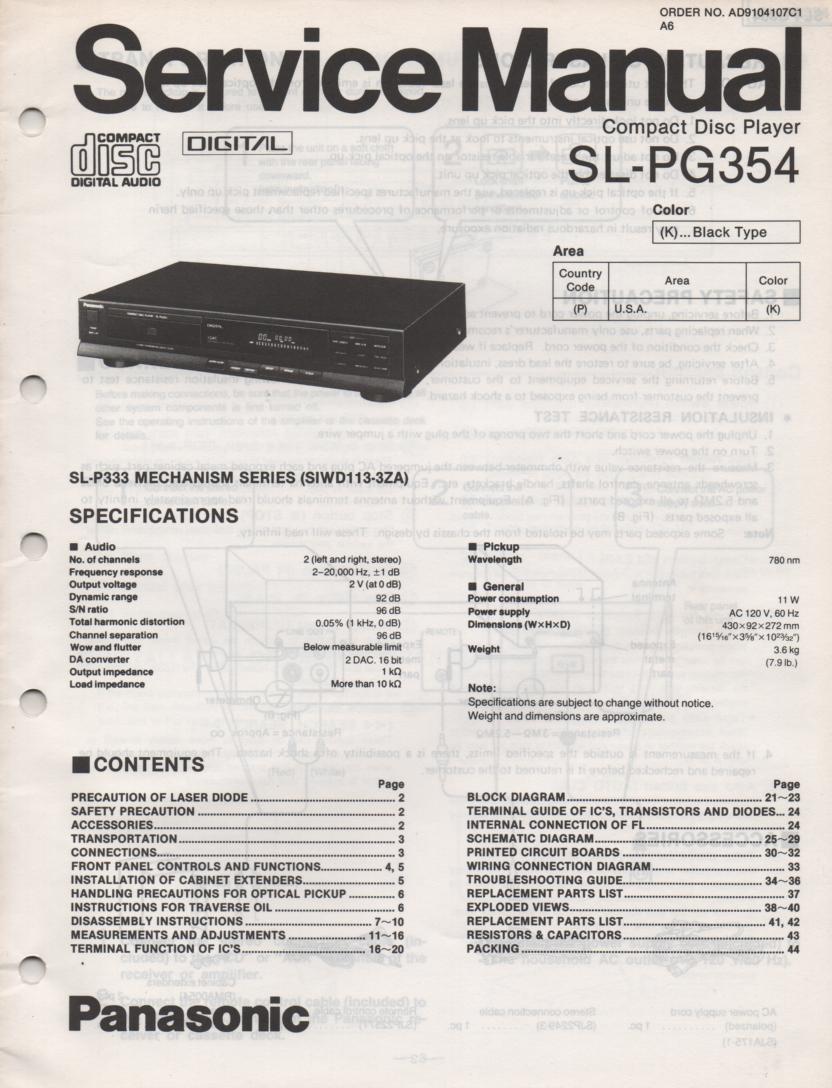 ORDER NO. AD9104107C1
A6
Service Manual
COMPACT
disc
DIGITAL AUDIO
DIGITAL
Compact Disc Player
SL-PG354
Color
(K)...Black Type
Area
Country Code Area Color
(P) U.S.A. (K)
Panasonic
SL-P333 MECHANISM SERIES (SIWD113-3ZA)
SPECIFICATIONS
■ Audio
No. of channels 2 (left and right, stereo)
Frequency response 2~20,000 Hz, ±1 dB
Output voltage 2 V (at 0 dB)
Dynamic range 92 dB
S/N ratio 96 dB
Total harmonic distortion 0.05% (1 kHz, 0 dB)
Channel separation 96 dB
Wow and flutter Below measurable limit
DA converter 2 DAC. 16 bit
Output impedance 1 kΩ
Load impedance More than 10 kΩ
■ Pickup
Wavelength 780 nm
■ General
Power consumption 11 W
Power supply AC 120 V, 60 Hz
Dimensions (W×H×D) 430×92×272 mm
(16 15/16"×3 5/8"×10 23/32")
Weight 3.6 kg
(7.9 lb.)
Note:
Specifications are subject to change without notice.
Weight and dimensions are approximate.
■CONTENTS
Page
PRECAUTION OF LASER DIODE ... 2
SAFETY PRECAUTION ... 2
ACCESSORIES ... 2
TRANSPORTATION ... 3
CONNECTIONS ... 3
FRONT PANEL CONTROLS AND FUNCTIONS ... 4, 5
INSTALLATION OF CABINET EXTENDERS ... 5
HANDLING PRECAUTIONS FOR OPTICAL PICKUP ... 6
INSTRUCTIONS FOR TRAVERSE OIL ... 6
DISASSEMBLY INSTRUCTIONS ... 7~10
MEASUREMENTS AND ADJUSTMENTS ... 11~16
TERMINAL FUNCTION OF IC'S ... 16~20
Page
BLOCK DIAGRAM ... 21~23
TERMINAL GUIDE OF IC'S, TRANSISTORS AND DIODES... 24
INTERNAL CONNECTION OF FL ... 24
SCHEMATIC DIAGRAM ... 25~29
PRINTED CIRCUIT BOARDS ... 30~32
WIRING CONNECTION DIAGRAM ... 33
TROUBLESHOOTING GUIDE ... 34~36
REPLACEMENT PARTS LIST ... 37
EXPLODED VIEWS ... 38~40
REPLACEMENT PARTS LIST ... 41, 42
RESISTORS & CAPACITORS ... 43
PACKING ... 44
Panasonic